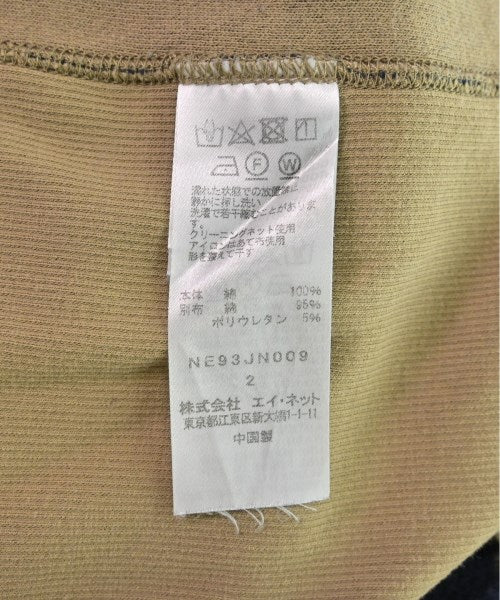 F W
濡れた状態での放置禁止
静かに押し洗い
洗濯で若干縮むことがありま
す。
クリーニングネット使用
アイロンはあて布使用
形を整えて干す
本体 綿 100%
別布 綿 95%
ポリウレタン 5%
NE93JN009
2
株式会社 エイ・ネット
東京都江東区新大橋1-1-11
中国製